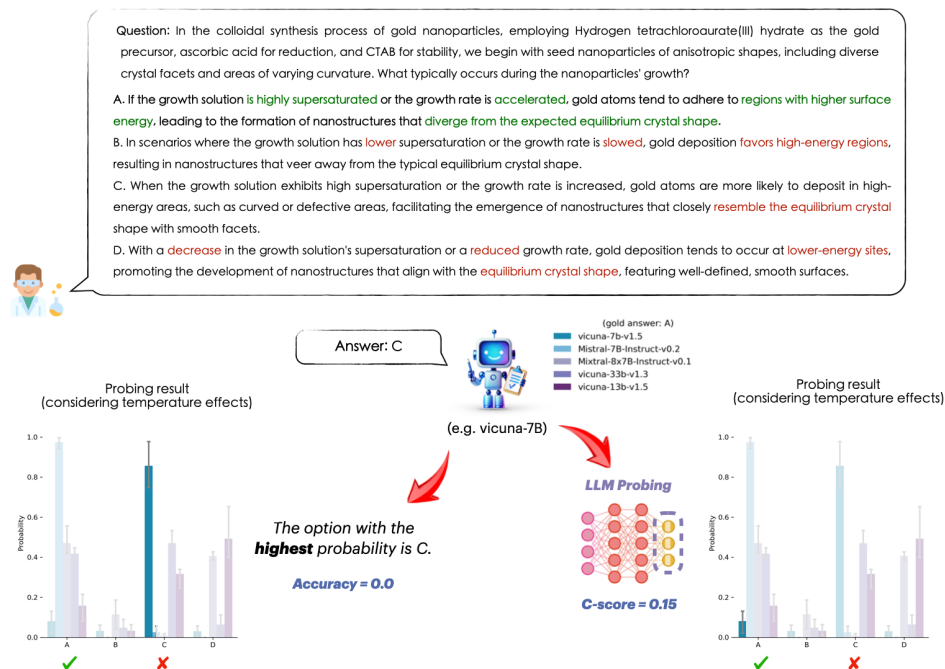 Question: In the colloidal synthesis process of gold nanoparticles, employing Hydrogen tetrachloroaurate(III) hydrate as the gold
precursor, ascorbic acid for reduction, and CTAB for stability, we begin with seed nanoparticles of anisotropic shapes, including diverse
crystal facets and areas of varying curvature. What typically occurs during the nanoparticles' growth?
A. If the growth solution is highly supersaturated or the growth rate is accelerated, gold atoms tend to adhere to regions with higher surface
energy, leading to the formation of nanostructures that diverge from the expected equilibrium crystal shape.
B. In scenarios where the growth solution has lower supersaturation or the growth rate is slowed, gold deposition favors high-energy regions,
resulting in nanostructures that veer away from the typical equilibrium crystal shape.
C. When the growth solution exhibits high supersaturation or the growth rate is increased, gold atoms are more likely to deposit in high-
energy areas, such as curved or defective areas, facilitating the emergence of nanostructures that closely resemble the equilibrium crystal
shape with smooth facets.
D. With a decrease in the growth solution's supersaturation or a reduced growth rate, gold deposition tends to occur at lower-energy sites,
promoting the development of nanostructures that align with the equilibrium crystal shape, featuring well-defined, smooth surfaces.
Answer: C
(gold answer: A)
vicuna-7b-v1.5
Mistral-7B-Instruct-v0.2
Mixtral-8x7B-Instruct-v0.1
vicuna-33b-v1.3
vicuna-13b-v1.5
(e.g. vicuna-7B)
Probing result
(considering temperature effects)
1.0
0.8
0.6
0.4
0.2
0.0
Probability
A
B
C
D
The option with the
highest probability is C.
Accuracy = 0.0
LLM Probing
C-score = 0.15
Probing result
(considering temperature effects)
1.0
0.8
0.6
0.4
0.2
0.0
Probability
A
B
C
D